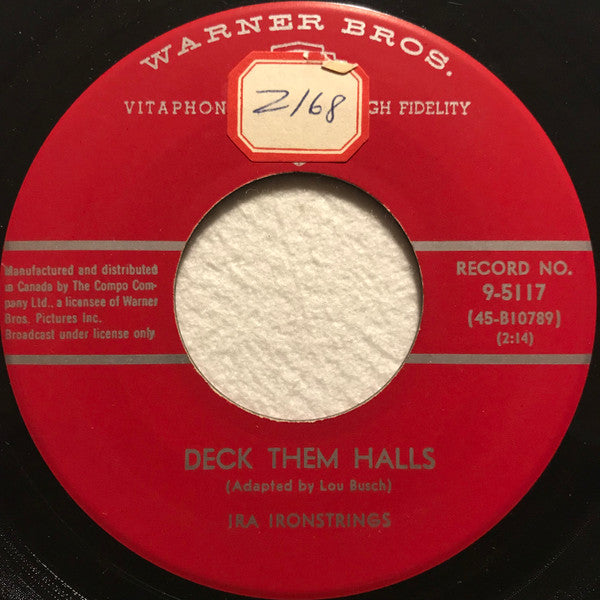 WARNER BROS.
VITAPHON GH FIDELITY
Z168
Manufactured and distributed
in Canada by The Compo Com-
pany Ltd., a licensee of Warner
Bros. Pictures Inc.
Broadcast under license only
RECORD NO.
9-5117
(45-B10789)
(2:14)
DECK THEM HALLS
(Adapted by Lou Busch)
IRA IRONSTRINGS